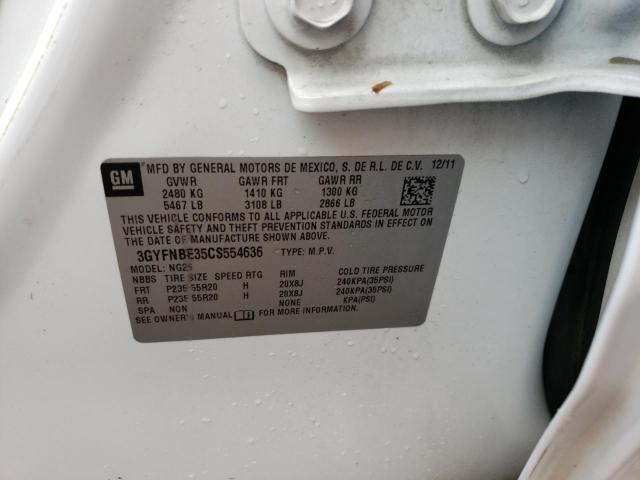 GM
MFD BY GENERAL MOTORS DE MEXICO, S. DE R.L. DE C.V. 12/11
GVWR GAWR FRT GAWR RR
2480 KG 1410 KG 1300 KG
5467 LB 3108 LB 2866 LB
THIS VEHICLE CONFORMS TO ALL APPLICABLE U.S. FEDERAL MOTOR
VEHICLE SAFETY AND THEFT PREVENTION STANDARDS IN EFFECT ON
THE DATE OF MANUFACTURE SHOWN ABOVE.
3GYFNBE35CS554636 TYPE: M.P.V.
MODEL:
NBBS TIRE SIZE SPEED RTG RIM COLD TIRE PRESSURE
FRT P235 55R20 H 20X8J 240KPA(35PSI)
RR P235 55R20 H 20X8J 240KPA(35PSI)
SPA NON NONE KPA(PSI)
SEE OWNER'S MANUAL FOR MORE INFORMATION